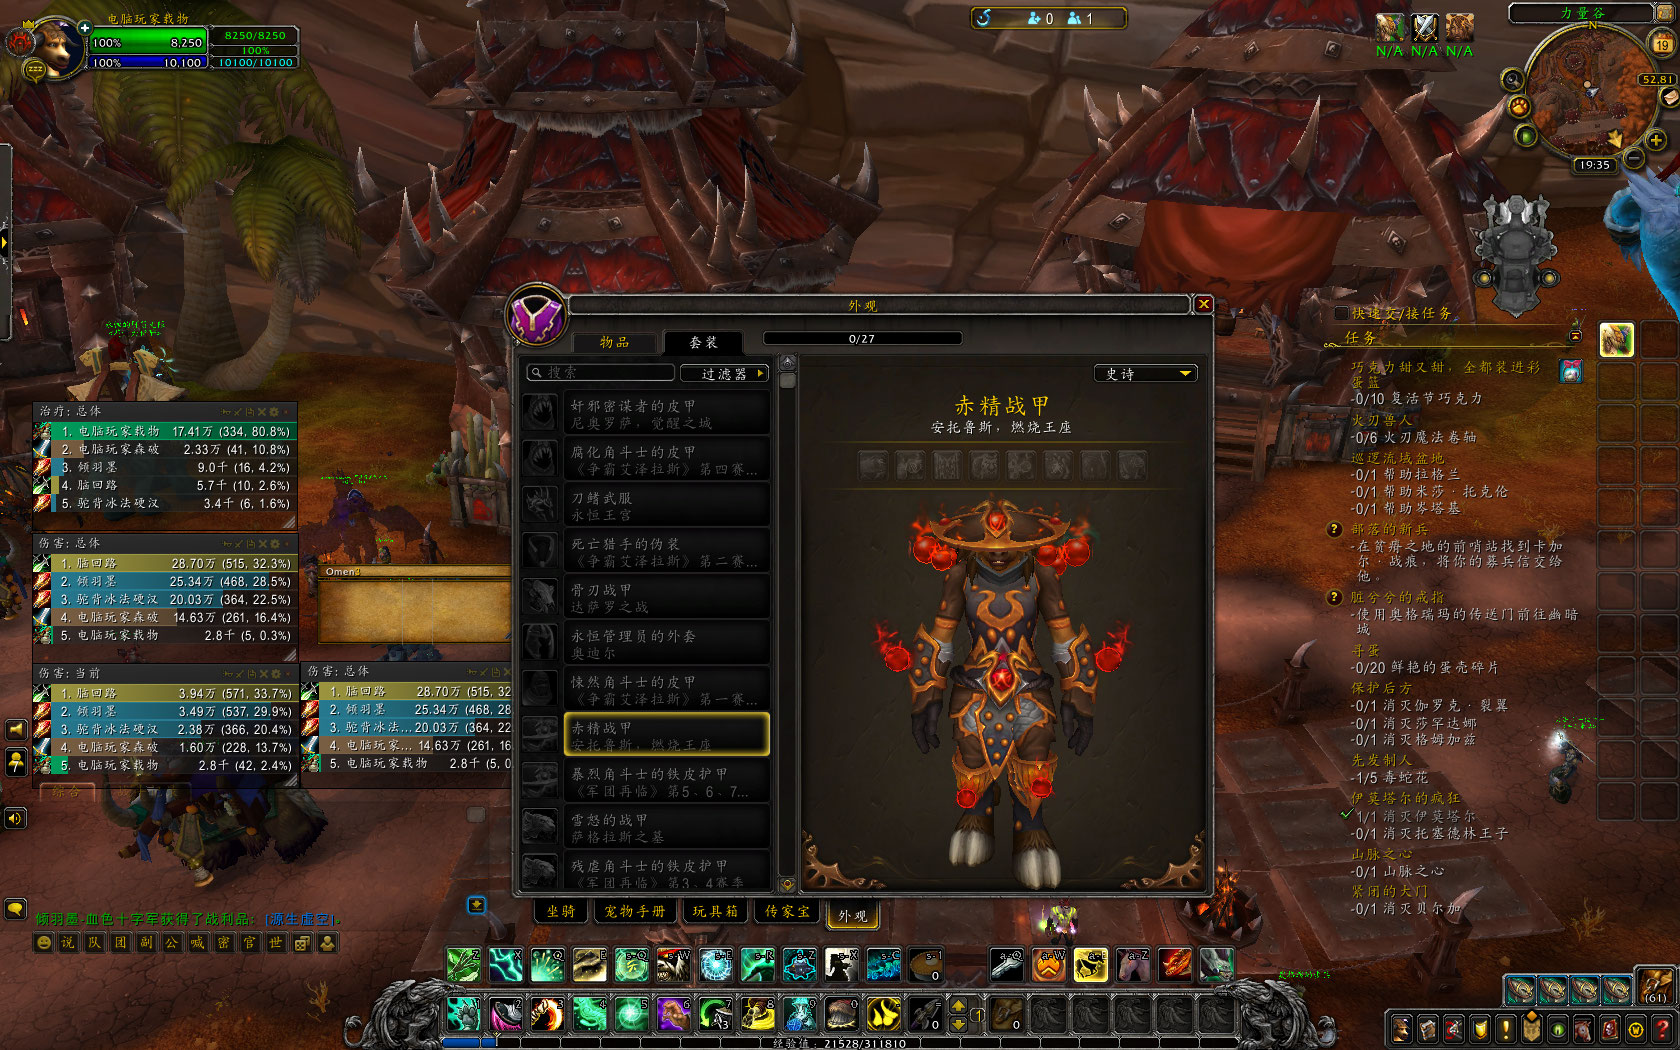 电脑玩家载物
100% 8,250
8250/8250
100%
100% 10,100
10100/10100
zzz
0 1
N/A N/A N/A
力量谷
N
19
52,81
19:35
治疗: 总体
1. 电脑玩家载物 17.41万 (334, 80.8%)
2. 电脑玩家森破 2.33万 (41, 10.8%)
3. 倾羽墨 9.0千 (16, 4.2%)
4. 脑回路 5.7千 (10, 2.6%)
5. 驼背冰法硬汉 3.4千 (6, 1.6%)
伤害: 总体
1. 脑回路 28.70万 (515, 32.3%)
2. 倾羽墨 25.34万 (468, 28.5%)
3. 驼背冰法硬汉 20.03万 (364, 22.5%)
4. 电脑玩家森破 14.63万 (261, 16.4%)
5. 电脑玩家载物 2.8千 (5, 0.3%)
Omen3
伤害: 当前
1. 脑回路 3.94万 (571, 33.7%)
2. 倾羽墨 3.49万 (537, 29.9%)
3. 驼背冰法硬汉 2.38万 (366, 20.4%)
4. 电脑玩家森破 1.60万 (228, 13.7%)
5. 电脑玩家载物 2.8千 (42, 2.4%)
综合
伤害: 总体
1. 脑回路 28.70万 (515, 32
2. 倾羽墨 25.34万 (468, 28
3. 驼背冰法... 20.03万 (364, 22
4. 电脑玩家... 14.63万 (261, 16
5. 电脑玩家载物 2.8千 (5, 0
外观
物品 套装 0/27
搜索 过滤器
奸邪密谋者的皮甲
尼奥罗萨，觉醒之城
腐化角斗士的皮甲
《争霸艾泽拉斯》第四赛...
刀鳍武服
永恒王宫
死亡猎手的伪装
《争霸艾泽拉斯》第二赛...
骨刃战甲
达萨罗之战
永恒管理员的外套
奥迪尔
悚然角斗士的皮甲
《争霸艾泽拉斯》第一赛...
赤精战甲
安托鲁斯，燃烧王座
暴烈角斗士的铁皮护甲
《军团再临》第5、6、7...
雪怒的战甲
萨格拉斯之墓
残虐角斗士的铁皮护甲
《军团再临》第3、4赛季
史诗
赤精战甲
安托鲁斯，燃烧王座
坐骑 宠物手册 玩具箱 传家宝 外观
快速交/接任务
任务
巧克力甜又甜，全都装进彩
蛋篮
-0/10 复活节巧克力
火刃兽人
-0/6 火刃魔法卷轴
巡逻流域盆地
-0/1 帮助拉格兰
-0/1 帮助米莎·托克伦
-0/1 帮助岑塔基
部落的新兵
-在贫瘠之地的前哨站找到卡加
尔·战痕，将你的募兵信交给
他。
脏兮兮的戒指
-使用奥格瑞玛的传送门前往幽暗
城
寻蛋
-0/20 鲜艳的蛋壳碎片
保护后方
-0/1 消灭伽罗克·裂翼
-0/1 消灭莎罕达娜
-0/1 消灭格姆加兹
先发制人
-1/5 毒蛇花
伊莫塔尔的疯狂
1/1 消灭伊莫塔尔
-0/1 消灭托塞德林王子
山脉之心
-0/1 山脉之心
紧闭的大门
-0/1 消灭贝尔加
倾羽墨-血色十字军获得了战利品：[源生虚空]。
说 队 团 副 公 喊 密 官 世
Z X Q E s-Q s-W s-E s-R s-Z s-X s-C s-1 0
a-Q a-W a-E a-Z
1 2 3 4 5 6 7 3 8 9 0 0 1 0
经验值: 21528/311810
(61)